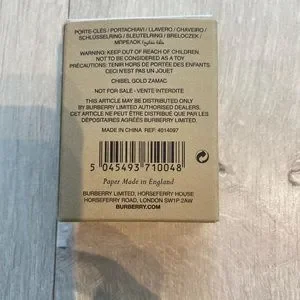 PORTE-CLÉS / PORTACHIAVI / LLAVERO / CHAVEIRO /
SCHLÜSSELRING / SLEUTELRING / BRELOCZEK /
МПРЕЛОК
WARNING: KEEP OUT OF REACH OF CHILDREN.
NOT TO BE CONSIDERED AS A TOY
PRÉCAUTIONS: TENIR HORS DE PORTÉE DES ENFANTS.
CECI N'EST PAS UN JOUET
GOLD ZAMAC
NOT FOR SALE - VENTE INTERDITE
THIS ARTICLE MAY BE DISTRIBUTED ONLY
BY BURBERRY LIMITED AUTHORISED DEALERS.
CET ARTICLE NE PEUT ÊTRE DISTRIBUÉ QUE PAR LES
DÉPOSITAIRES AGRÉÉS BURBERRY LIMITED.
MADE IN CHINA REF: 4014097
5 045493 710048
Paper Made in England
BURBERRY LIMITED, HORSEFERRY HOUSE
HORSEFERRY ROAD, LONDON SW1P 2AW
BURBERRY.COM